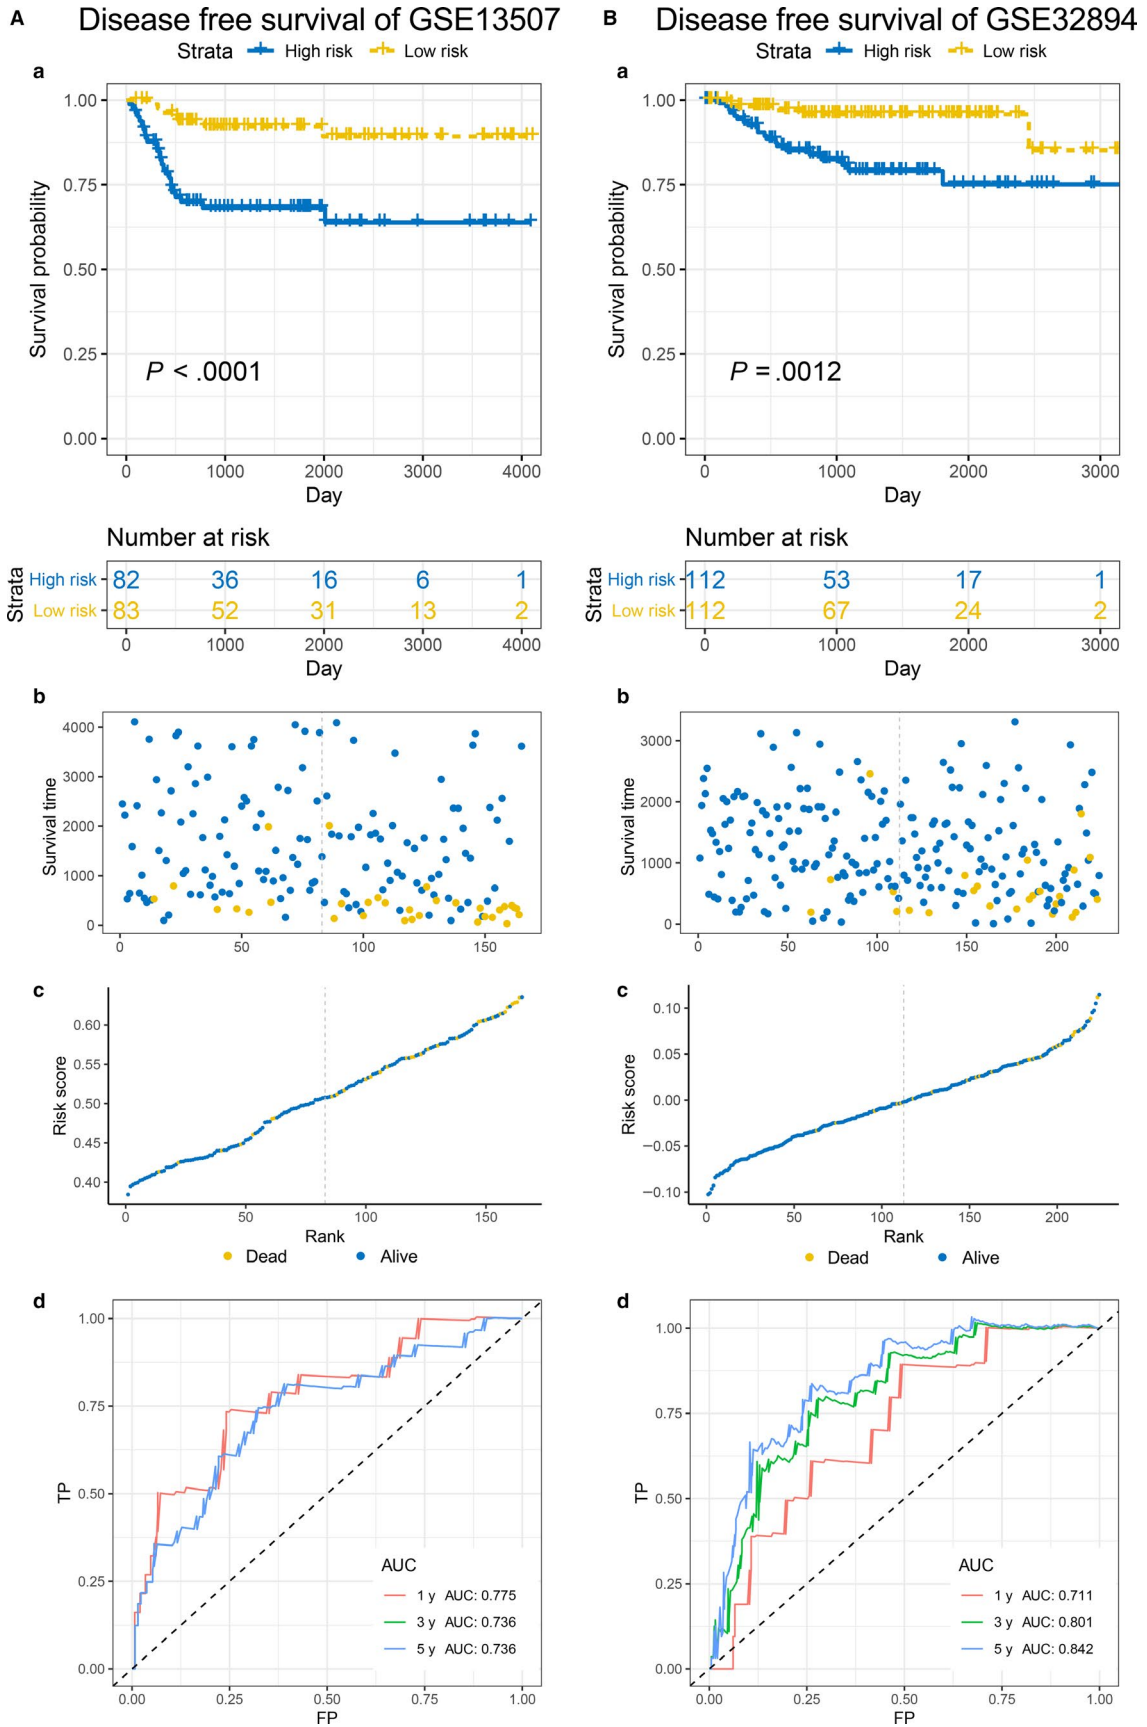 A Disease free survival of GSE13507
Strata High risk Low risk
a
1.00
0.75
0.50
0.25
0.00
Survival probability
P < .0001
0 1000 2000 3000 4000
Day
Number at risk
Strata
High risk 82 36 16 6 1
Low risk 83 52 31 13 2
0 1000 2000 3000 4000
Day
b
4000
3000
2000
1000
0
Survival time
0 50 100 150
c
0.60
0.55
0.50
0.45
0.40
Risk score
0 50 100 150
Rank
Dead Alive
d
1.00
0.75
0.50
0.25
0.00
TP
AUC
1 y AUC: 0.775
3 y AUC: 0.736
5 y AUC: 0.736
0.00 0.25 0.50 0.75 1.00
FP
B Disease free survival of GSE32894
Strata High risk Low risk
a
1.00
0.75
0.50
0.25
0.00
Survival probability
P = .0012
0 1000 2000 3000
Day
Number at risk
Strata
High risk 112 53 17 1
Low risk 112 67 24 2
0 1000 2000 3000
Day
b
3000
2000
1000
0
Survival time
0 50 100 150 200
c
0.10
0.05
0.00
−0.05
−0.10
Risk score
0 50 100 150 200
Rank
Dead Alive
d
1.00
0.75
0.50
0.25
0.00
TP
AUC
1 y AUC: 0.711
3 y AUC: 0.801
5 y AUC: 0.842
0.00 0.25 0.50 0.75 1.00
FP